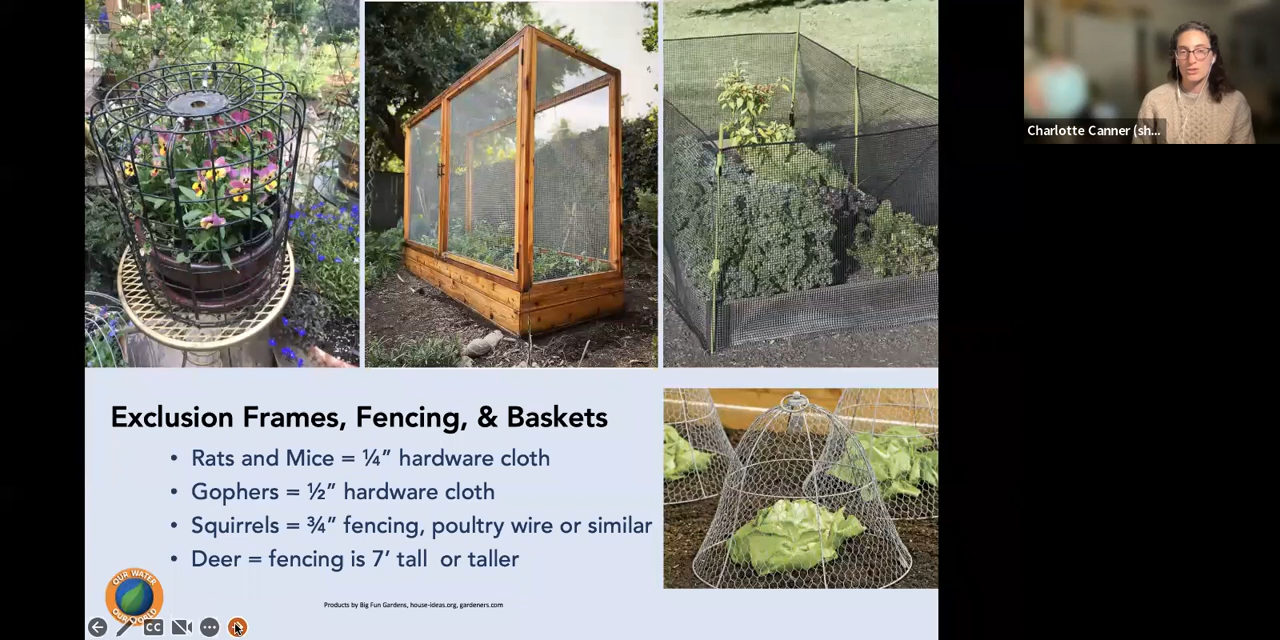 Charlotte Canner (sh...
Exclusion Frames, Fencing, & Baskets
• Rats and Mice = ¼” hardware cloth
• Gophers = ½” hardware cloth
• Squirrels = ¾” fencing, poultry wire or similar
• Deer = fencing is 7’ tall or taller
OUR WATER
OUR WORLD
Products by Big Fun Gardens, house-ideas.org, gardeners.com
CC